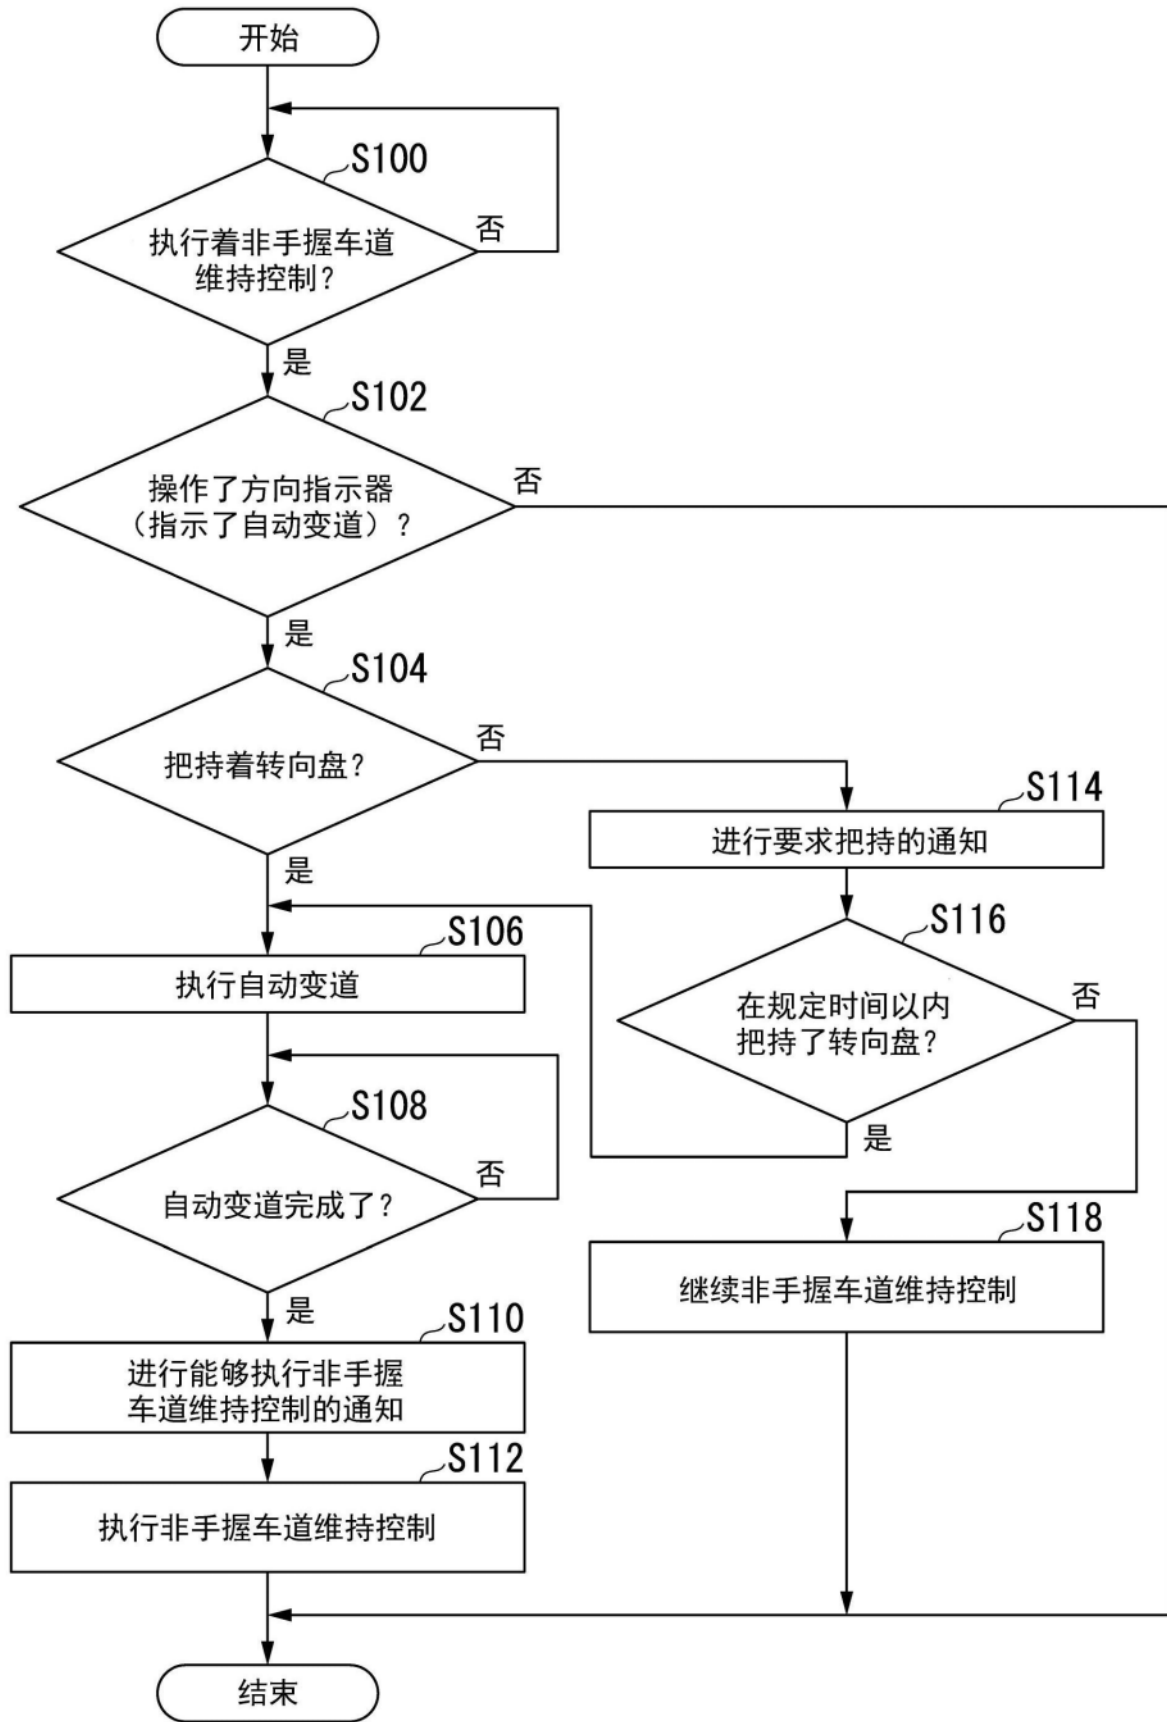 开始
S100
执行着非手握车道
维持控制?
否
是
S102
操作了方向指示器
(指示了自动变道)?
否
是
S104
把持着转向盘?
否
是
S114
进行要求把持的通知
S116
在规定时间以内
把持了转向盘?
否
是
S106
执行自动变道
S108
自动变道完成了?
否
是
S118
继续非手握车道维持控制
S110
进行能够执行非手握
车道维持控制的通知
S112
执行非手握车道维持控制
结束